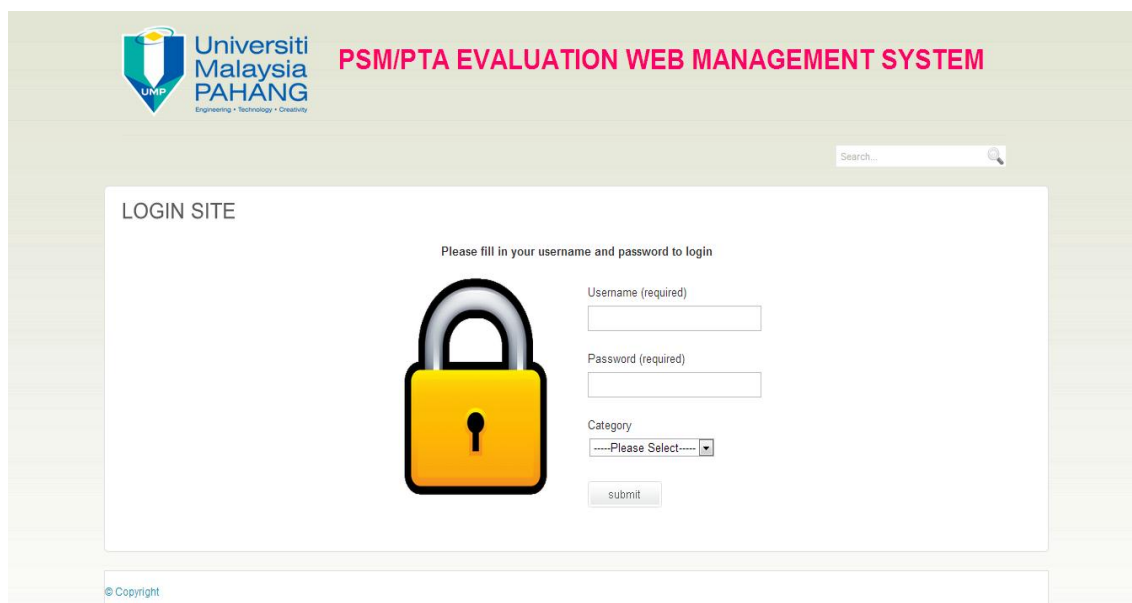 Universiti
Malaysia
PAHANG
Engineering • Technology • Creativity
UMP
PSM/PTA EVALUATION WEB MANAGEMENT SYSTEM
Search...
LOGIN SITE
Please fill in your username and password to login
Username (required)
Password (required)
Category
-----Please Select-----
submit
© Copyright